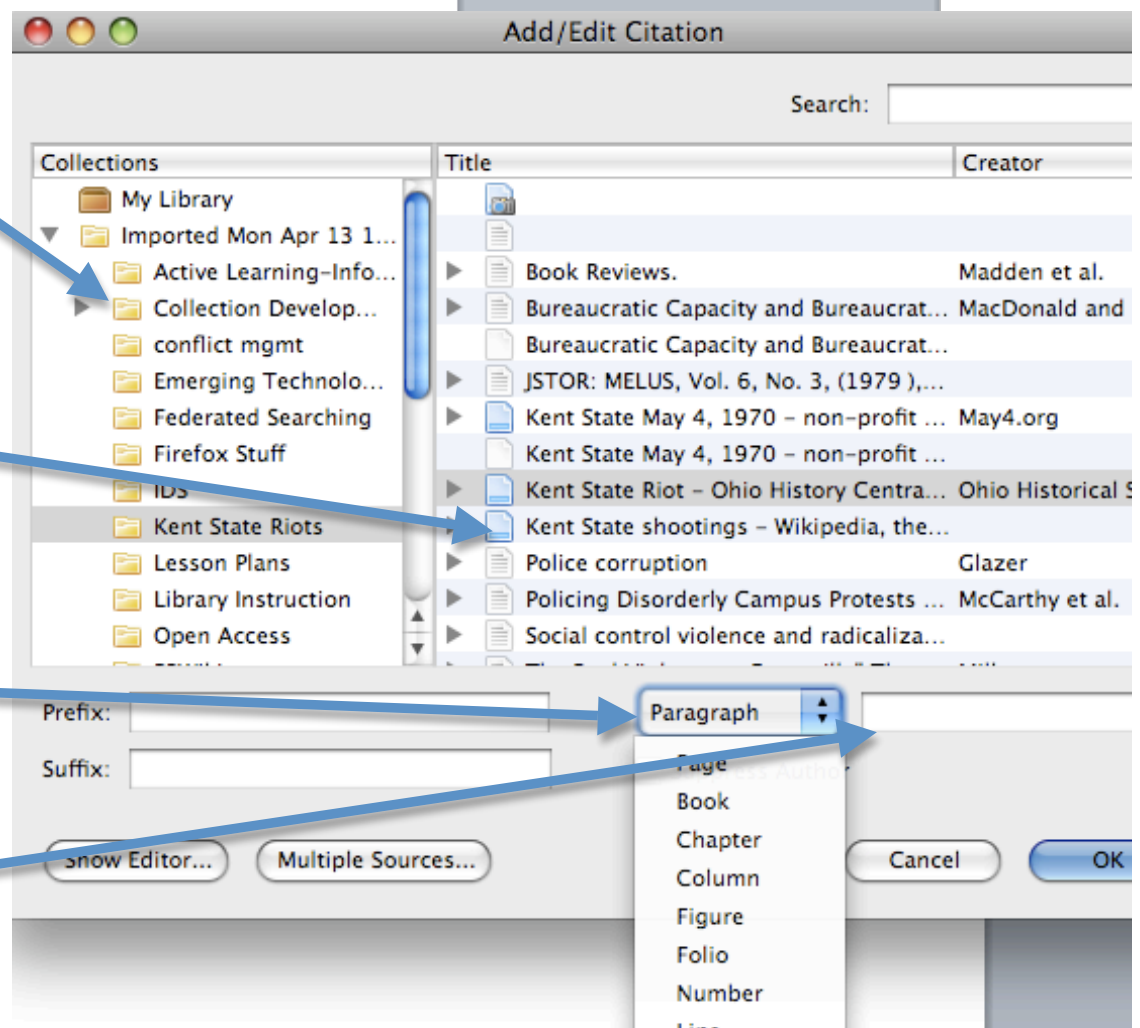 Add/Edit Citation
Search:
Collections
My Library
Imported Mon Apr 13 1...
Active Learning-Info...
Collection Develop...
conflict mgmt
Emerging Technolo...
Federated Searching
Firefox Stuff
IDS
Kent State Riots
Lesson Plans
Library Instruction
Open Access
Title Creator
Book Reviews. Madden et al.
Bureaucratic Capacity and Bureaucrat... MacDonald and
Bureaucratic Capacity and Bureaucrat...
JSTOR: MELUS, Vol. 6, No. 3, (1979 ),...
Kent State May 4, 1970 – non-profit ... May4.org
Kent State May 4, 1970 – non-profit ...
Kent State Riot – Ohio History Centra... Ohio Historical S
Kent State shootings – Wikipedia, the...
Police corruption Glazer
Policing Disorderly Campus Protests ... McCarthy et al.
Social control violence and radicaliza...
Prefix:
Suffix:
Paragraph
Page
Author
Book
Chapter
Column
Figure
Folio
Number
Show Editor... Multiple Sources...
Cancel OK